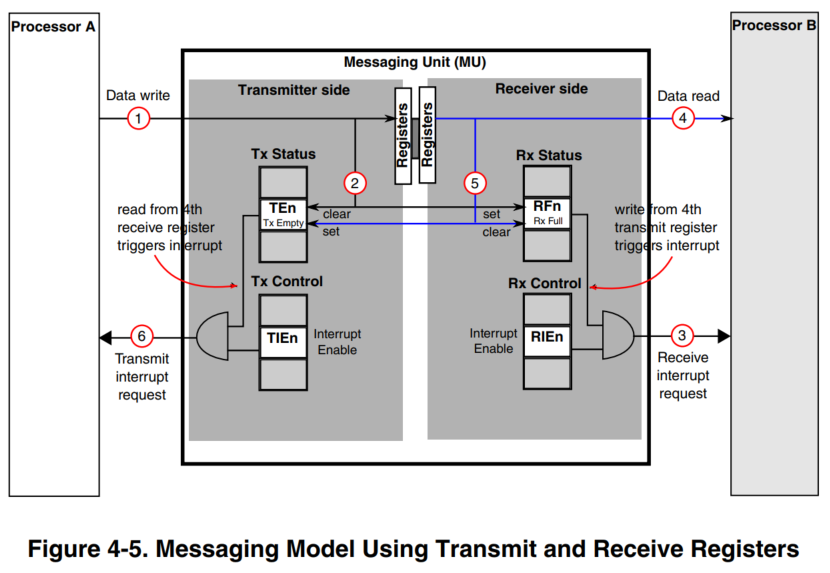 Processor A
Processor B
Messaging Unit (MU)
Transmitter side
Receiver side
Data write
Data read
1
4
Registers
Registers
Tx Status
Rx Status
2
5
TEn
Tx Empty
RFn
Rx Full
clear
set
set
clear
read from 4th
receive register
triggers interrupt
write from 4th
transmit register
triggers interrupt
Tx Control
Rx Control
TIEn
Interrupt
Enable
Interrupt
Enable
RIEn
6
3
Transmit
interrupt
request
Receive
interrupt
request
Figure 4-5. Messaging Model Using Transmit and Receive Registers